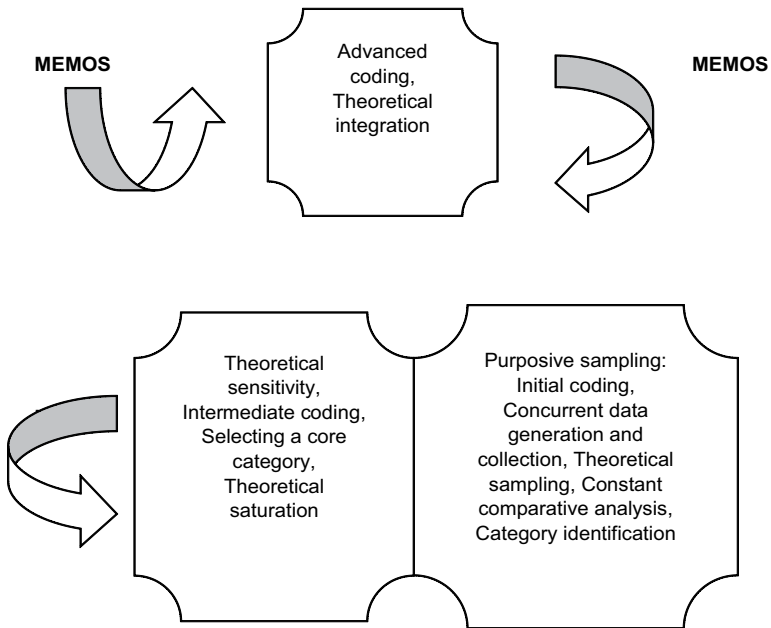 MEMOS
Advanced
coding,
Theoretical
integration
MEMOS
Theoretical
sensitivity,
Intermediate coding,
Selecting a core
category,
Theoretical
saturation
Purposive sampling:
Initial coding,
Concurrent data
generation and
collection, Theoretical
sampling, Constant
comparative analysis,
Category identification